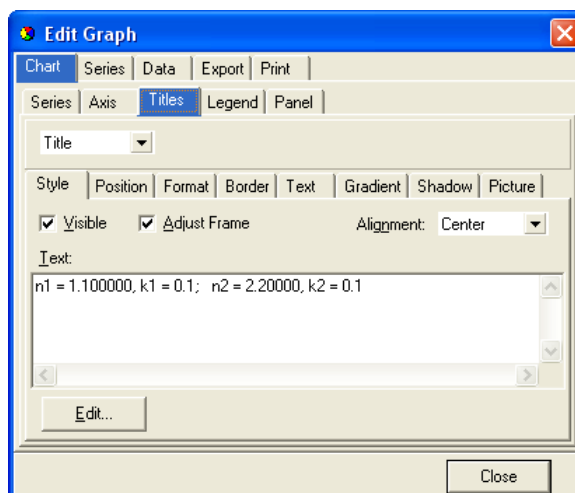 Edit Graph
Chart Series Data Export Print
Series Axis Titles Legend Panel
Title
Style Position Format Border Text Gradient Shadow Picture
Visible Adjust Frame Alignment: Center
Text:
n1 = 1.100000, k1 = 0.1;  n2 = 2.20000, k2 = 0.1
Edit...
Close